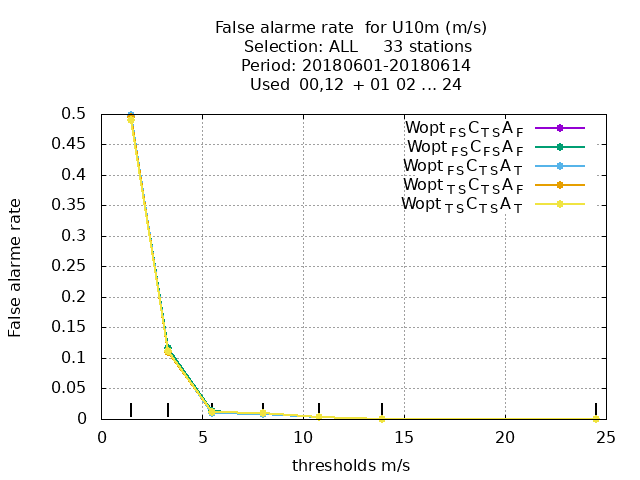 False alarme rate  for U10m (m/s)
Selection: ALL     33 stations
Period: 20180601-20180614
Used  00,12  + 01 02 ... 24
Wopt FS C TS A F
Wopt FS C FS A F
Wopt FS C TS A T
Wopt TS C TS A F
Wopt TS C TS A T
0.5
0.45
0.4
0.35
0.3
0.25
0.2
0.15
0.1
0.05
0
False alarme rate
0 5 10 15 20 25
thresholds m/s